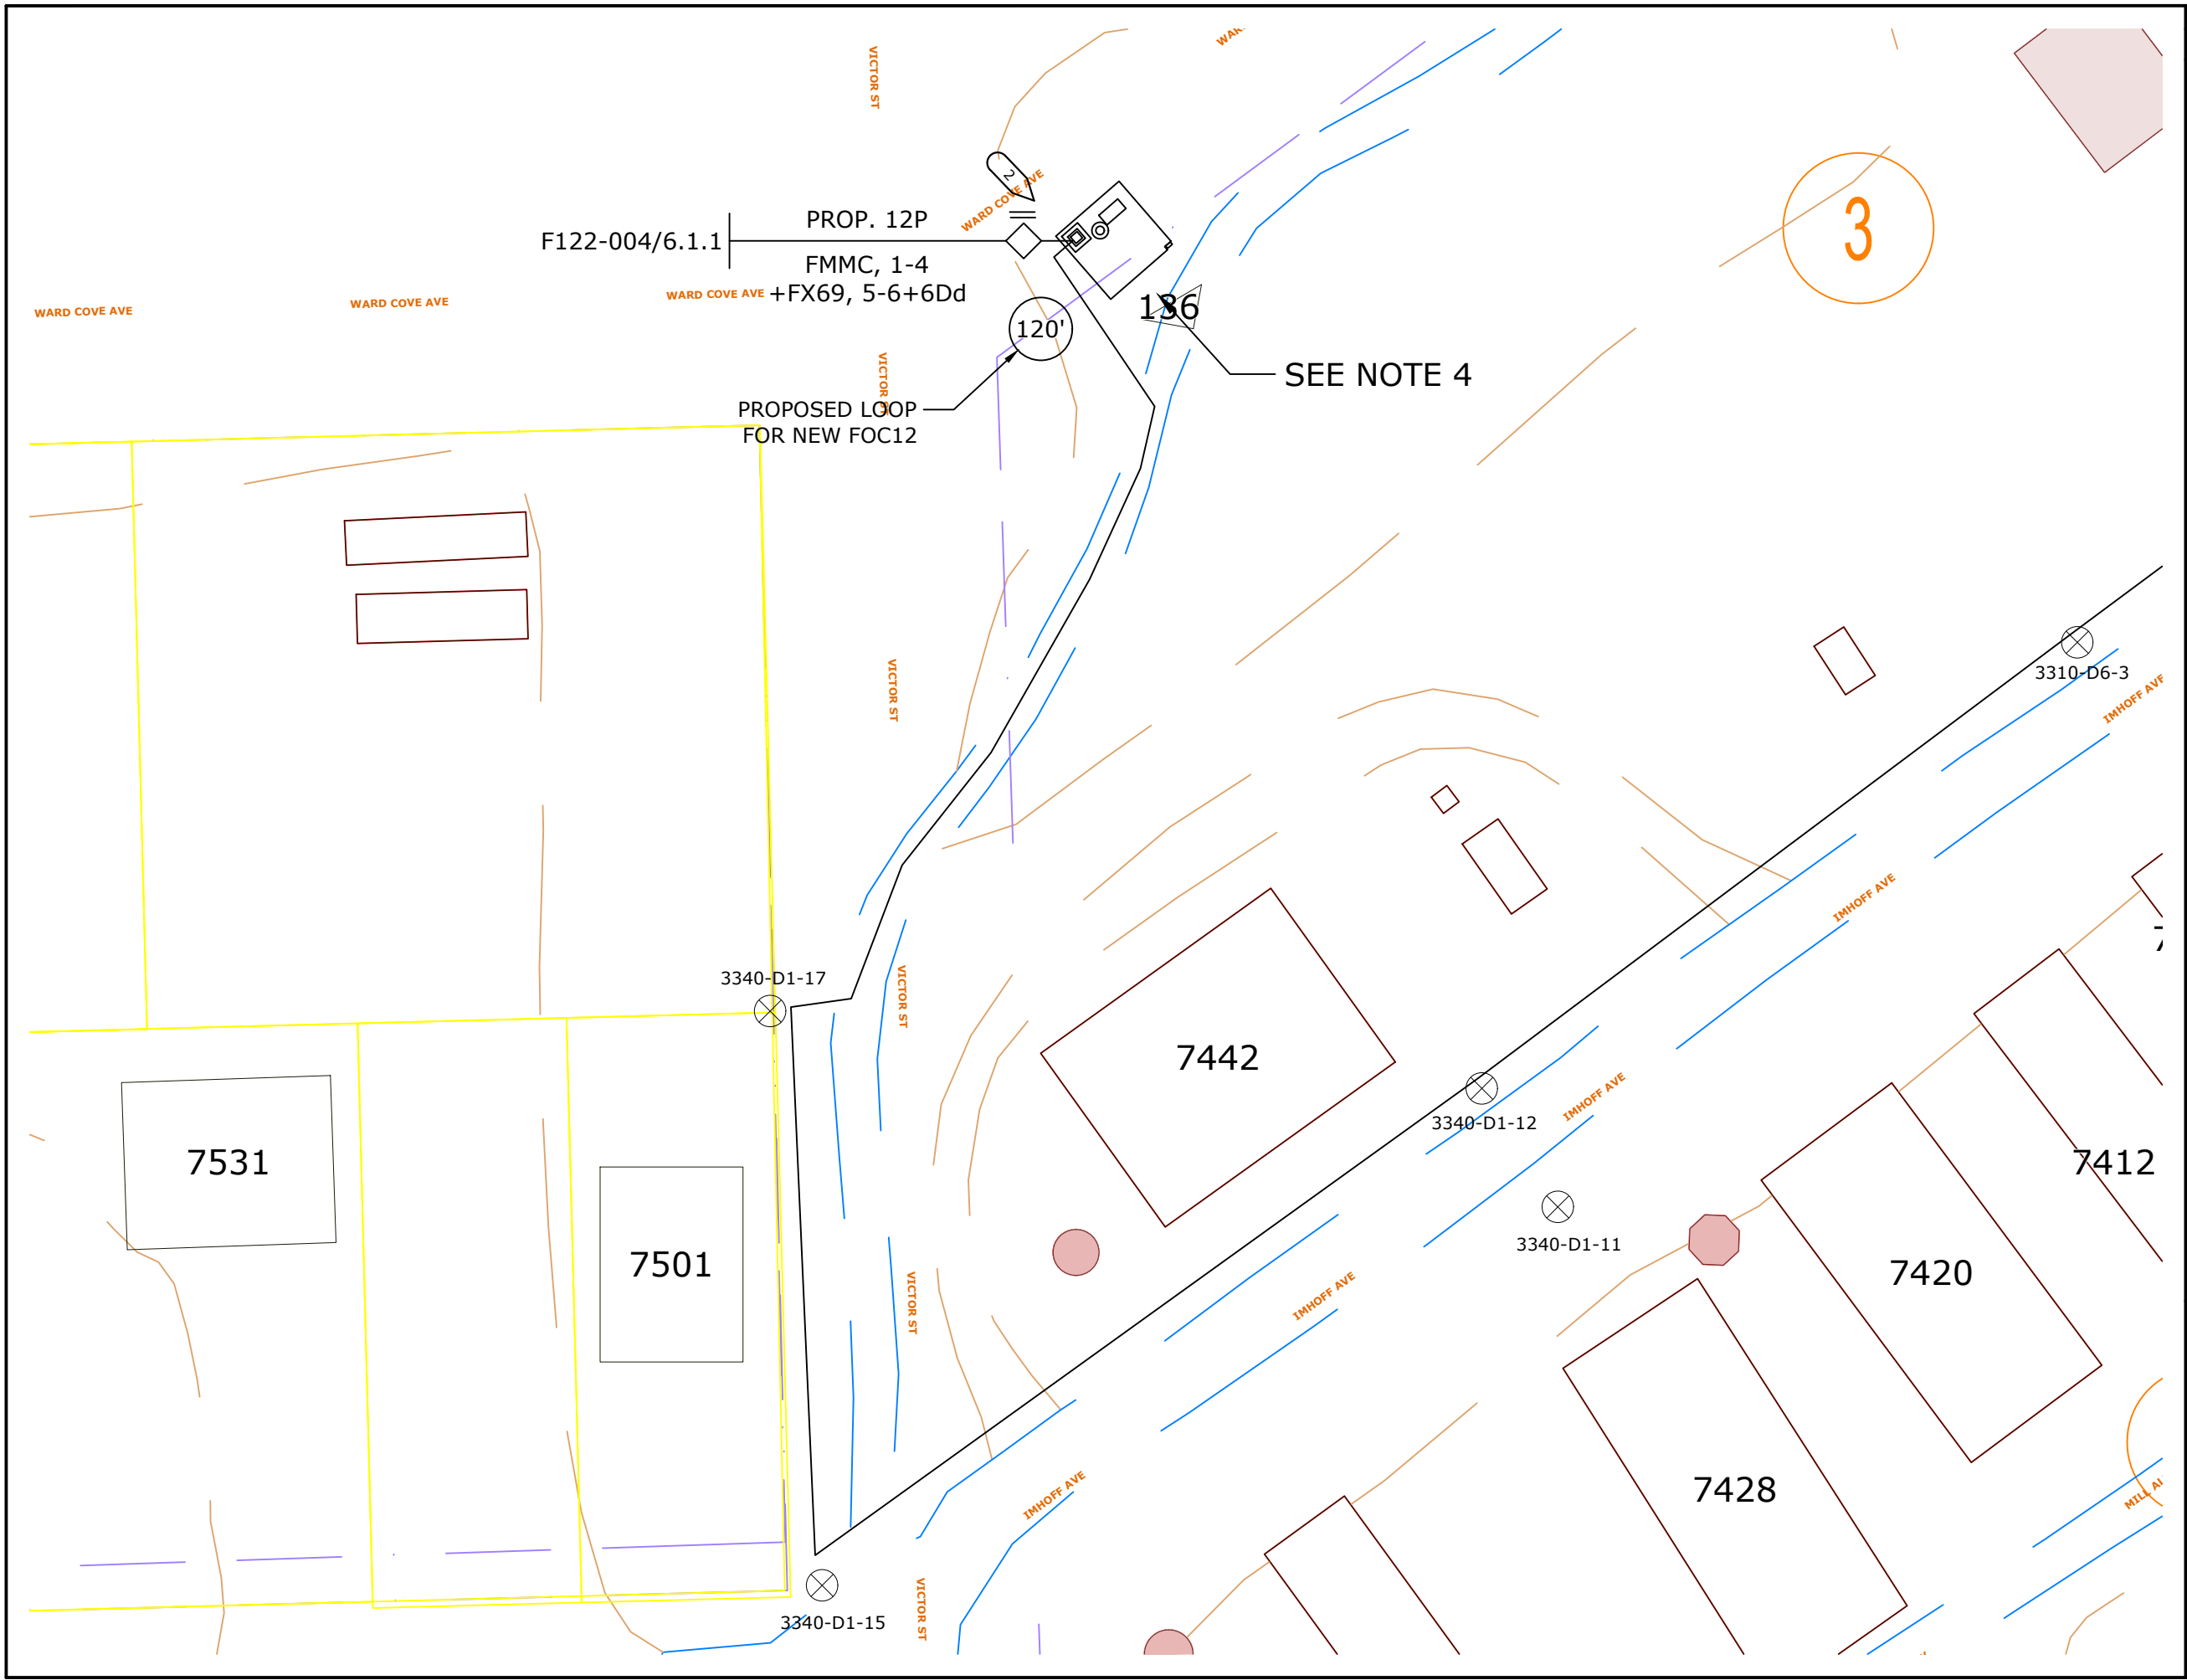 VICTOR ST
2
WARD COVE AVE
PROP. 12P
F122-004/6.1.1
FMMC, 1-4
+FX69, 5-6+6Dd
3
WARD COVE AVE
WARD COVE AVE
WARD COVE AVE
136
120'
SEE NOTE 4
VICTOR ST
PROPOSED LOOP
FOR NEW FOC12
3310-D6-3
VICTOR ST
IMHOFF AVE
IMHOFF AVE
3340-D1-17
VICTOR ST
7442
IMHOFF AVE
3340-D1-12
7531
7412
3340-D1-11
7501
7420
VICTOR ST
IMHOFF AVE
7428
IMHOFF AVE
3340-D1-15
VICTOR ST